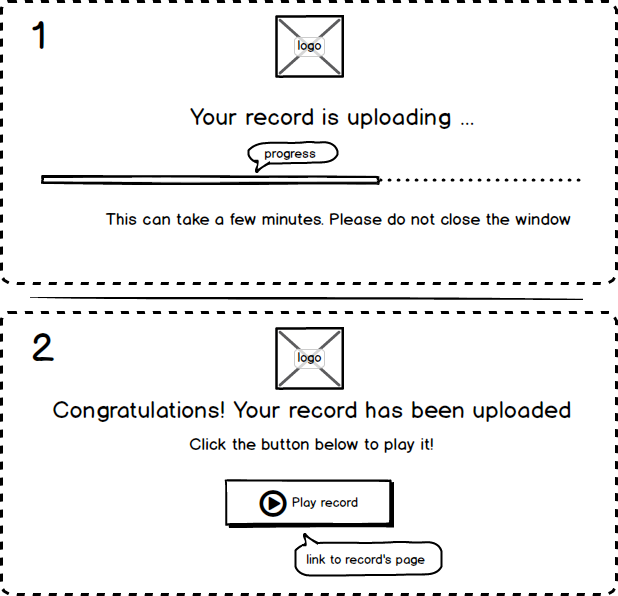 1
logo
Your record is uploading ...
progress
This can take a few minutes. Please do not close the window
2
logo
Congratulations! Your record has been uploaded
Click the button below to play it!
Play record
link to record's page